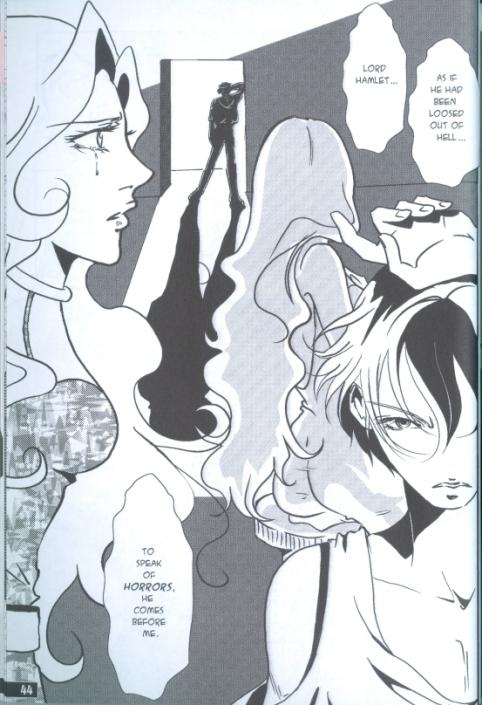 LORD
HAMLET...
AS IF
HE HAD
BEEN
LOOSED
OUT OF
HELL...
TO
SPEAK
OF
HORRORS,
HE
COMES
BEFORE
ME.
44